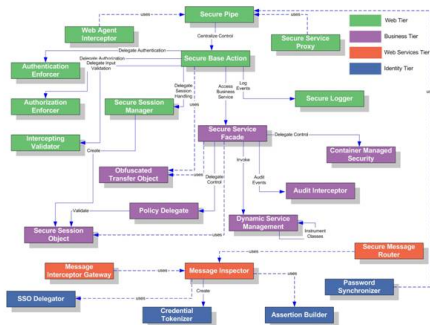 Secure Pipe
uses
Web Agent Interceptor
uses
Secure Service Proxy
Web Tier
Business Tier
Web Services Tier
Identity Tier
Centralize Control
Delegate Authentication
Secure Base Action
Authentication Enforcer
Delegate Authorization
Delegate Input Validation
Delegate Session Handling
uses
Access Business Service
Log Events
Authorization Enforcer
Secure Session Manager
Secure Logger
Intercepting Validator
Create
Secure Service Facade
Delegate Control
Container Managed Security
Obfuscated Transfer Object
uses
Delegate Control
Invoke
Audit Events
Audit Interceptor
Policy Delegate
Validate
Dynamic Service Management
Instrument Classes
Secure Session Object
uses
Secure Message Router
uses
Message Interceptor Gateway
uses
Message Inspector
Password Synchronizer
SSO Delegator
uses
Create
uses
Credential Tokenizer
Assertion Builder